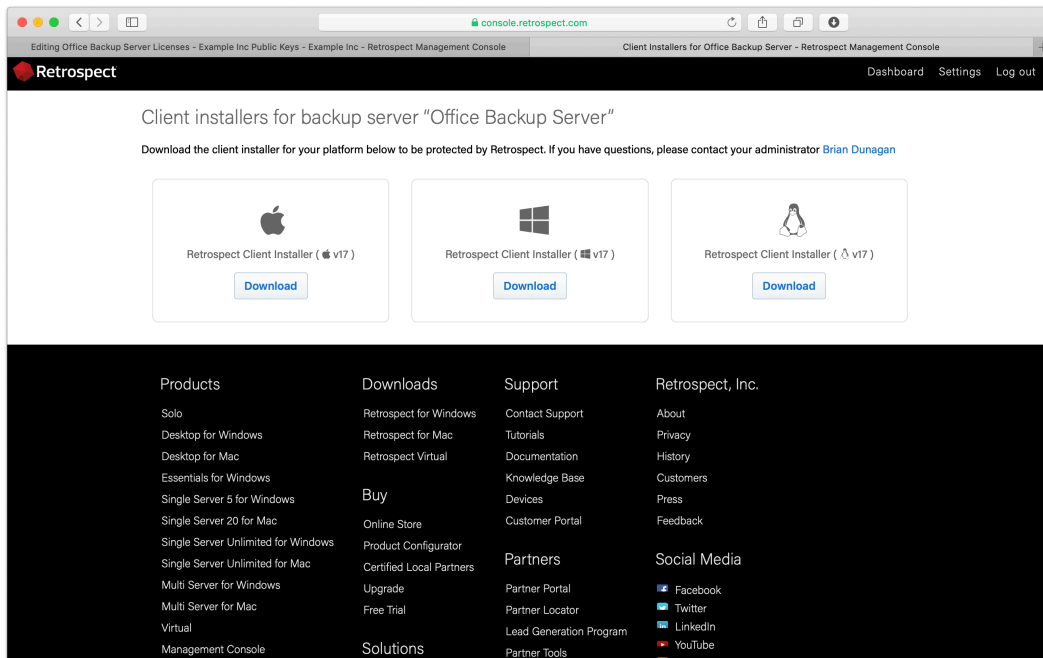 console.retrospect.com
Editing Office Backup Server Licenses - Example Inc Public Keys - Example Inc - Retrospect Management Console
Client Installers for Office Backup Server - Retrospect Management Console
Retrospect
Dashboard Settings Log out
Client installers for backup server “Office Backup Server”
Download the client installer for your platform below to be protected by Retrospect. If you have questions, please contact your administrator Brian Dunagan
Retrospect Client Installer ( v17 )
Download
Retrospect Client Installer ( v17 )
Download
Retrospect Client Installer ( v17 )
Download
Products
Solo
Desktop for Windows
Desktop for Mac
Essentials for Windows
Single Server 5 for Windows
Single Server 20 for Mac
Single Server Unlimited for Windows
Single Server Unlimited for Mac
Multi Server for Windows
Multi Server for Mac
Virtual
Management Console
Downloads
Retrospect for Windows
Retrospect for Mac
Retrospect Virtual
Buy
Online Store
Product Configurator
Certified Local Partners
Upgrade
Free Trial
Solutions
Support
Contact Support
Tutorials
Documentation
Knowledge Base
Devices
Customer Portal
Partners
Partner Portal
Partner Locator
Lead Generation Program
Partner Tools
Retrospect, Inc.
About
Privacy
History
Customers
Press
Feedback
Social Media
Facebook
Twitter
LinkedIn
YouTube